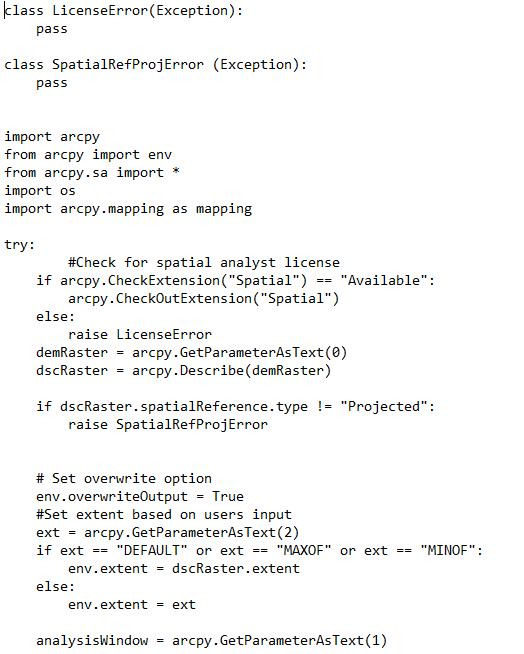 class LicenseError(Exception):
    pass

class SpatialRefProjError (Exception):
    pass


import arcpy
from arcpy import env
from arcpy.sa import *
import os
import arcpy.mapping as mapping

try:
        #Check for spatial analyst license
    if arcpy.CheckExtension("Spatial") == "Available":
        arcpy.CheckOutExtension("Spatial")
    else:
        raise LicenseError
    demRaster = arcpy.GetParameterAsText(0)
    dscRaster = arcpy.Describe(demRaster)

    if dscRaster.spatialReference.type != "Projected":
        raise SpatialRefProjError


    # Set overwrite option
    env.overwriteOutput = True
    #Set extent based on users input
    ext = arcpy.GetParameterAsText(2)
    if ext == "DEFAULT" or ext == "MAXOF" or ext == "MINOF":
        env.extent = dscRaster.extent
    else:
        env.extent = ext

    analysisWindow = arcpy.GetParameterAsText(1)